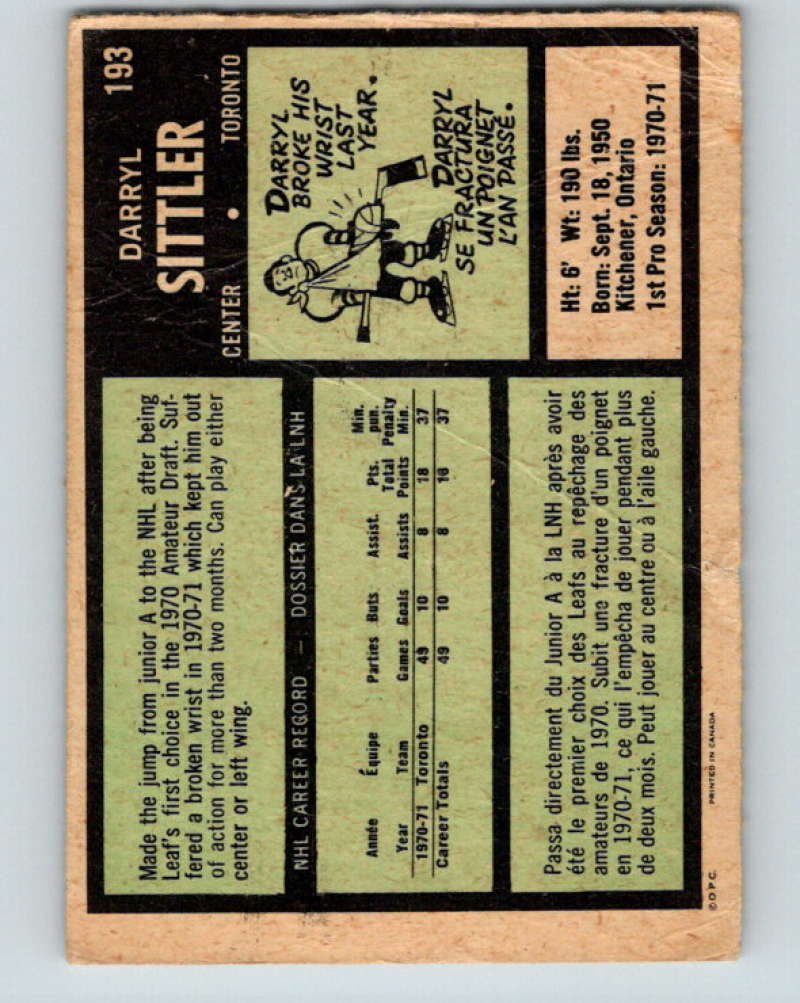 193
DARRYL
SITTLER
CENTER • TORONTO
DARRYL
BROKE HIS
WRIST
LAST
YEAR.
DARRYL
SE FRACTURA
UN POIGNET
L'AN PASSÉ.
Ht: 6' Wt: 190 lbs.
Born: Sept. 18, 1950
Kitchener, Ontario
1st Pro Season: 1970-71
Made the jump from junior A to the NHL after being
Leaf's first choice in the 1970 Amateur Draft. Suf-
fered a broken wrist in 1970-71 which kept him out
of action for more than two months. Can play either
center or left wing.
NHL CAREER RECORD — DOSSIER DANS LA LNH
Min.
Pts. pun.
Année Équipe Parties Buts Assist. Total Penalty
Year Team Games Goals Assists Points Min.
1970-71 Toronto 49 10 8 18 37
Career Totals 49 10 8 18 37
Passa directement du Junior A à la LNH après avoir
été le premier choix des Leafs au repêchage des
amateurs de 1970. Subit une fracture d'un poignet
en 1970-71, ce qui l'empêcha de jouer pendant plus
de deux mois. Peut jouer au centre ou à l'aile gauche.
©O.P.C. PRINTED IN CANADA